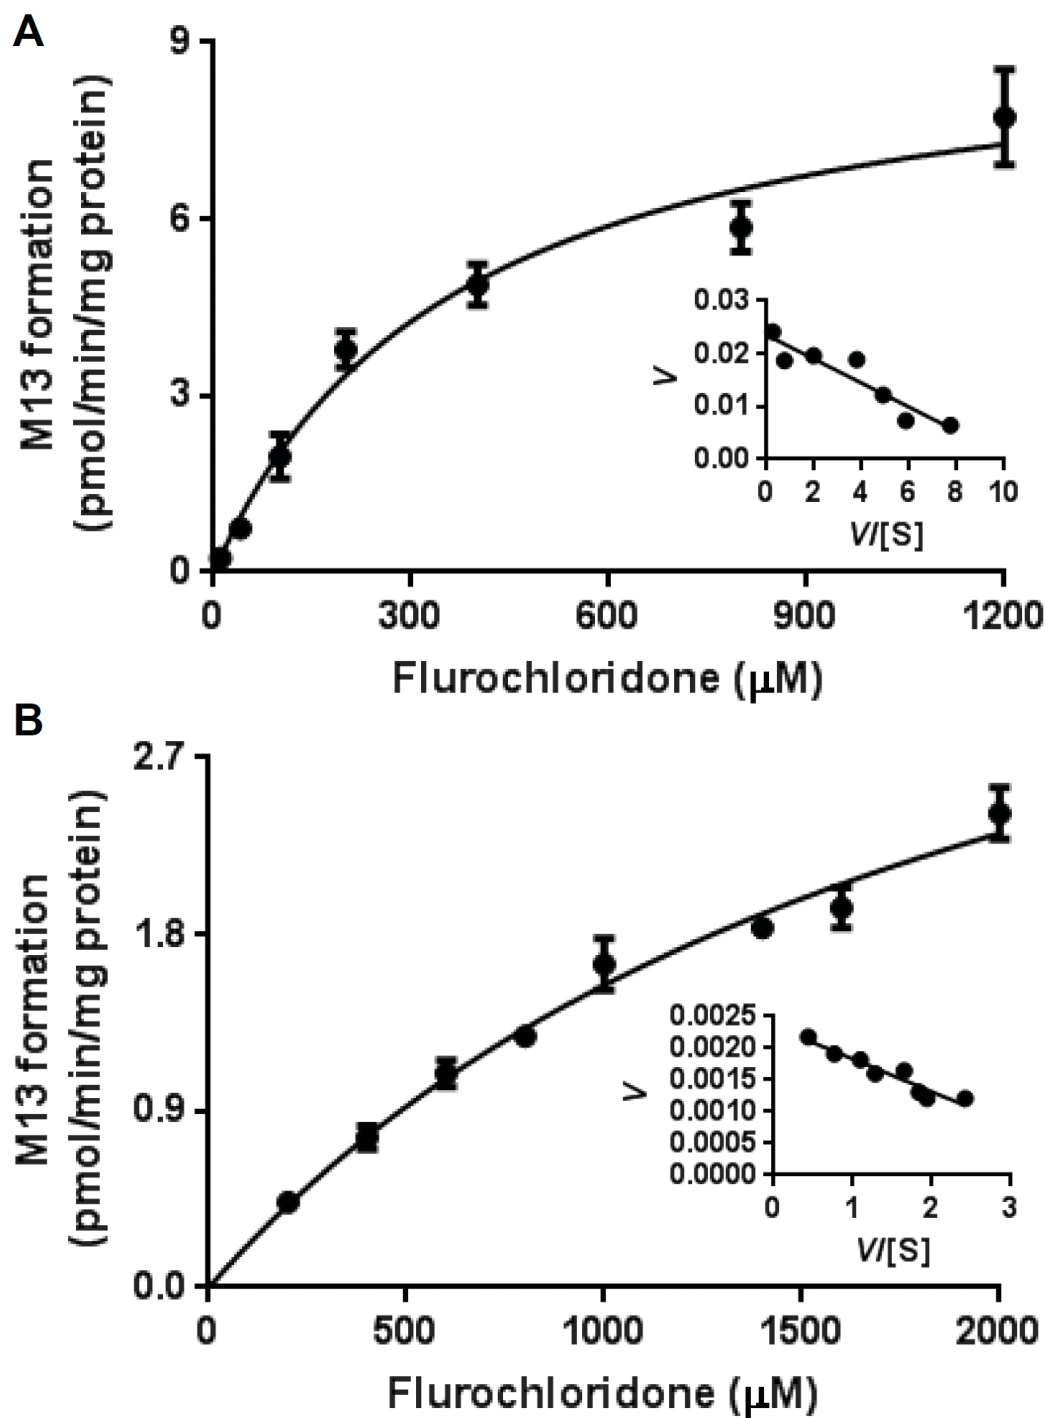 A
M13 formation
(pmol/min/mg protein)
9
6
3
0
0 300 600 900 1200
Flurochloridone (μM)
V
0.03
0.02
0.01
0.00
0 2 4 6 8 10
V/[S]
B
M13 formation
(pmol/min/mg protein)
2.7
1.8
0.9
0.0
0 500 1000 1500 2000
Flurochloridone (μM)
V
0.0025
0.0020
0.0015
0.0010
0.0005
0.0000
0 1 2 3
V/[S]